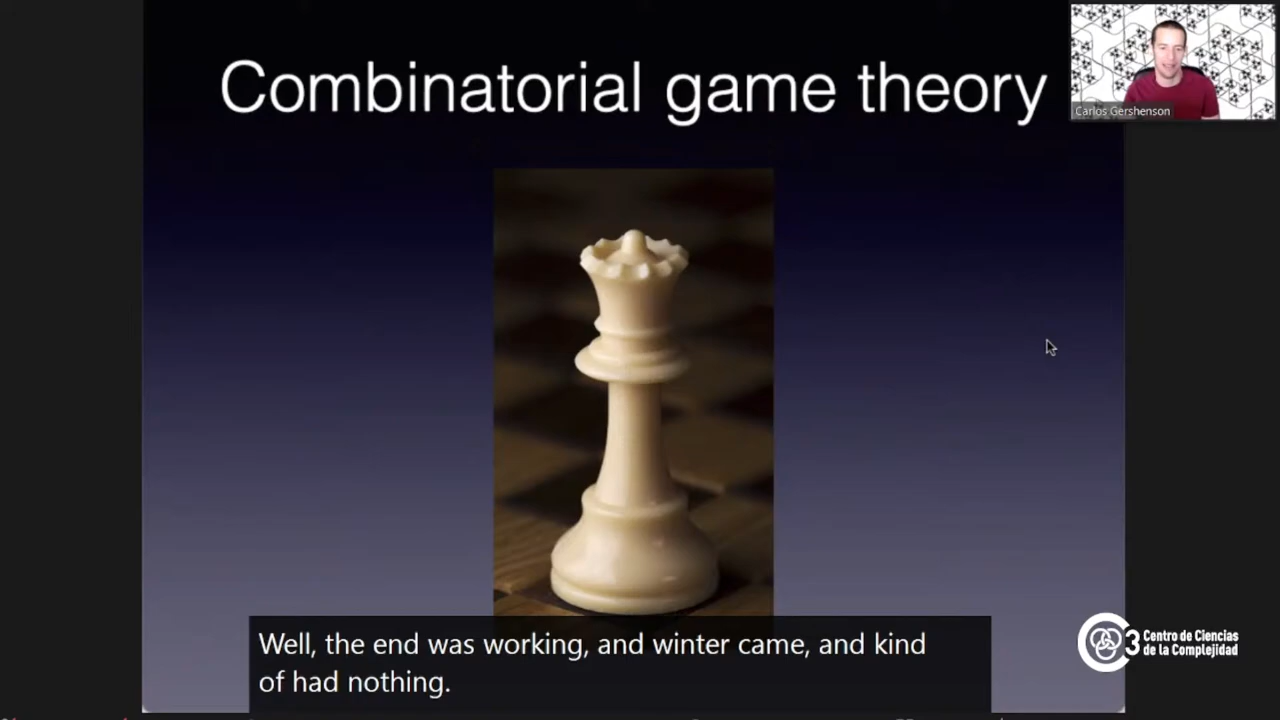 Combinatorial game theory
Carlos Gershenson
Well, the end was working, and winter came, and kind
of had nothing.
C3 Centro de Ciencias
de la Complejidad